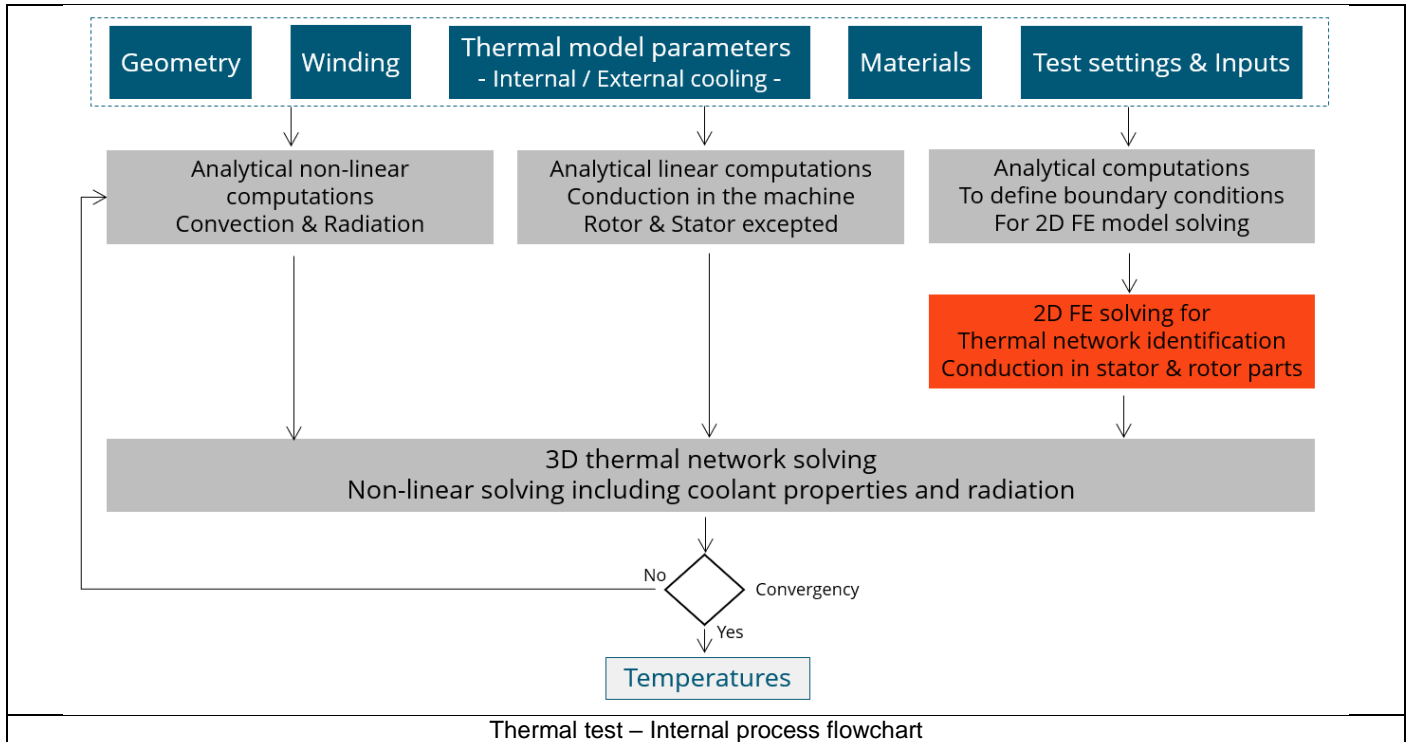 Geometry
Winding
Thermal model parameters
- Internal / External cooling -
Materials
Test settings & Inputs
Analytical non-linear
computations
Convection & Radiation
Analytical linear computations
Conduction in the machine
Rotor & Stator excepted
Analytical computations
To define boundary conditions
For 2D FE model solving
2D FE solving for
Thermal network identification
Conduction in stator & rotor parts
3D thermal network solving
Non-linear solving including coolant properties and radiation
No
Convergency
Yes
Temperatures
Thermal test – Internal process flowchart